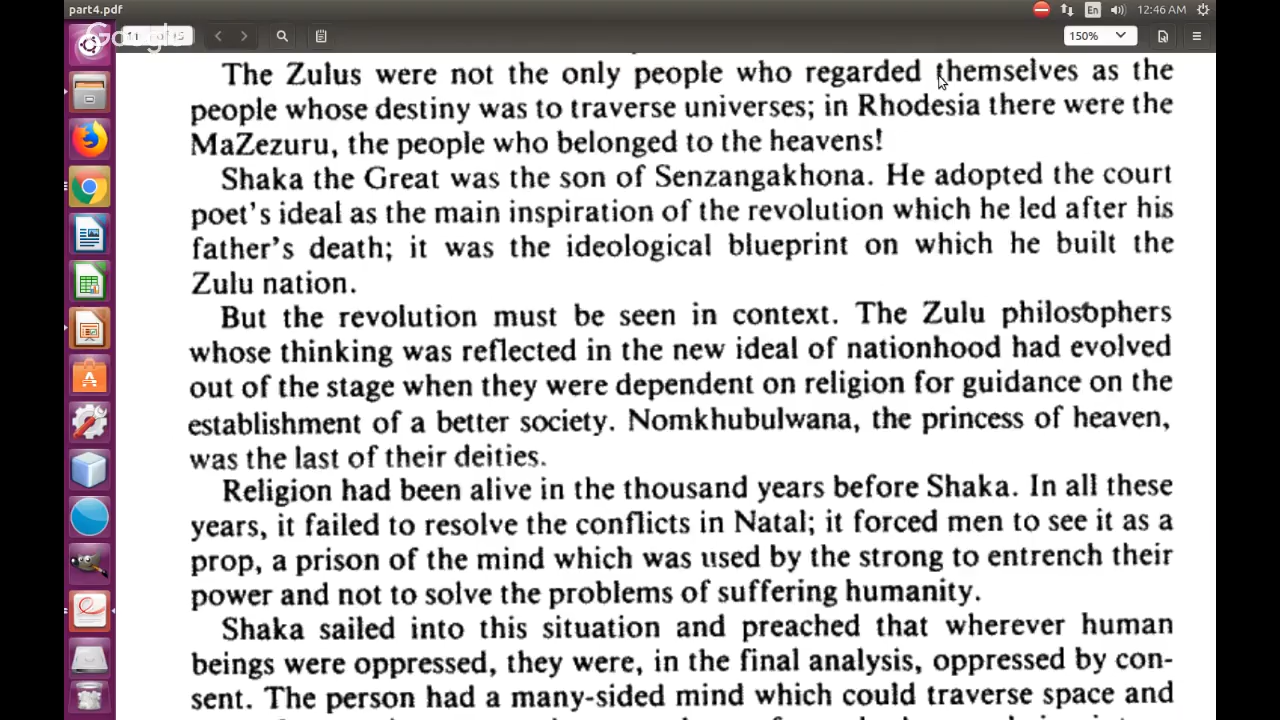 part4.pdf
En
12:46 AM
Google
150%
The Zulus were not the only people who regarded themselves as the
people whose destiny was to traverse universes; in Rhodesia there were the
MaZezuru, the people who belonged to the heavens!
Shaka the Great was the son of Senzangakhona. He adopted the court
poet's ideal as the main inspiration of the revolution which he led after his
father's death; it was the ideological blueprint on which he built the
Zulu nation.
But the revolution must be seen in context. The Zulu philosophers
whose thinking was reflected in the new ideal of nationhood had evolved
out of the stage when they were dependent on religion for guidance on the
establishment of a better society. Nomkhubulwana, the princess of heaven,
was the last of their deities.
Religion had been alive in the thousand years before Shaka. In all these
years, it failed to resolve the conflicts in Natal; it forced men to see it as a
prop, a prison of the mind which was used by the strong to entrench their
power and not to solve the problems of suffering humanity.
Shaka sailed into this situation and preached that wherever human
beings were oppressed, they were, in the final analysis, oppressed by con-
sent. The person had a many-sided mind which could traverse space and